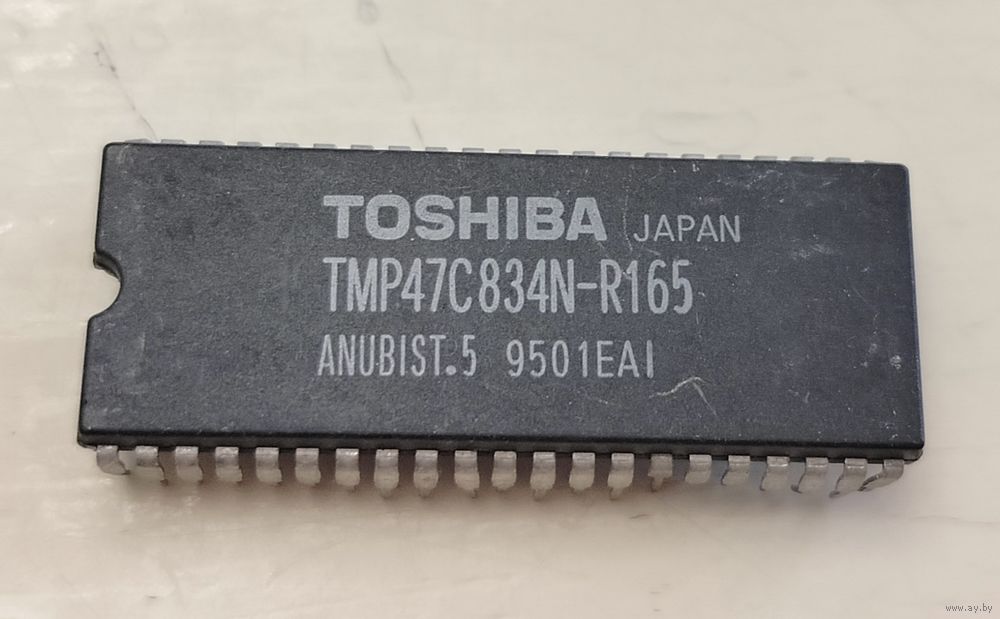 TOSHIBA JAPAN
TMP47C834N-R165
ANUBIST.5 9501EAI
www.ay.by